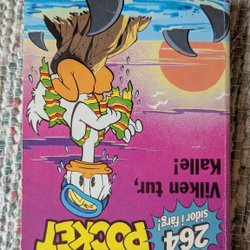 POCKET
264
sidor i färg!
Vilken tur,
Kalle!